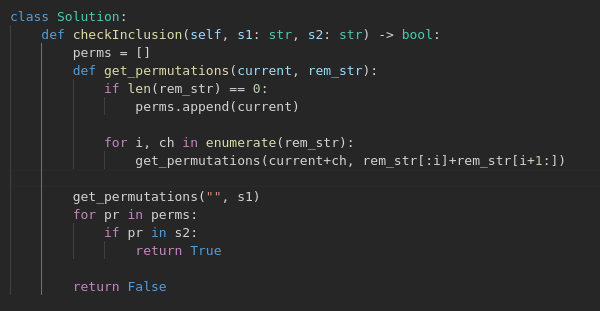 class Solution:
    def checkInclusion(self, s1: str, s2: str) -> bool:
        perms = []
        def get_permutations(current, rem_str):
            if len(rem_str) == 0:
                perms.append(current)

            for i, ch in enumerate(rem_str):
                get_permutations(current+ch, rem_str[:i]+rem_str[i+1:])

        get_permutations("", s1)
        for pr in perms:
            if pr in s2:
                return True

        return False